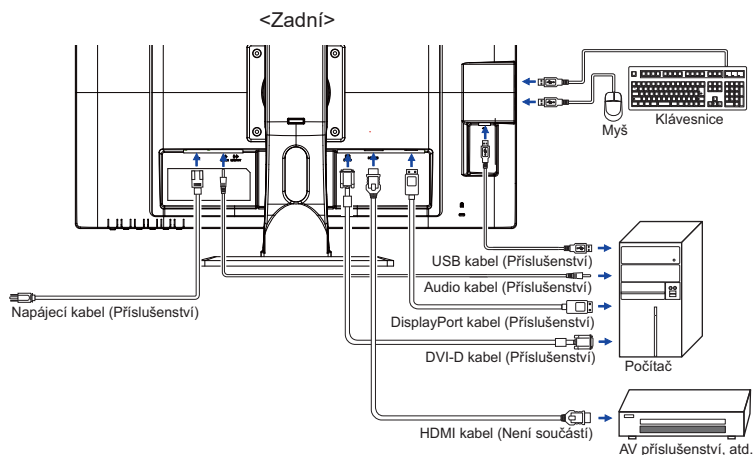 <Zadní>
Myš
Klávesnice
USB kabel (Příslušenství)
Audio kabel (Příslušenství)
Napájecí kabel (Příslušenství)
DisplayPort kabel (Příslušenství)
DVI-D kabel (Příslušenství)
Počítač
HDMI kabel (Není součástí)
AV příslušenství, atd.